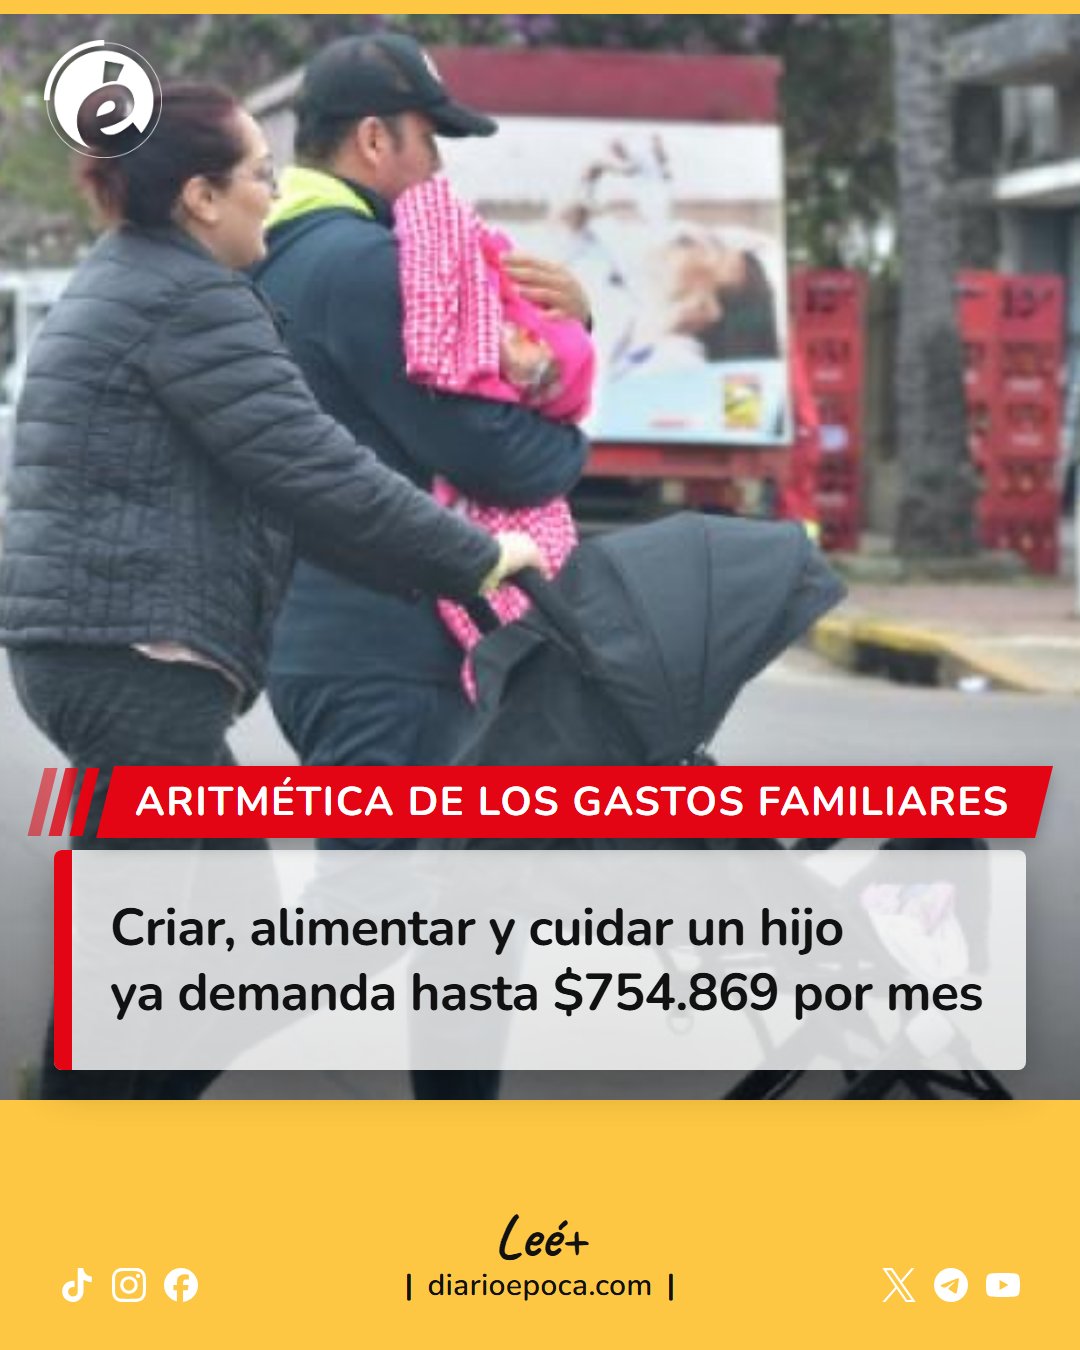 é
ARITMÉTICA DE LOS GASTOS FAMILIARES
Criar, alimentar y cuidar un hijo
ya demanda hasta $754.869 por mes
Leé+
| diarioepoca.com |